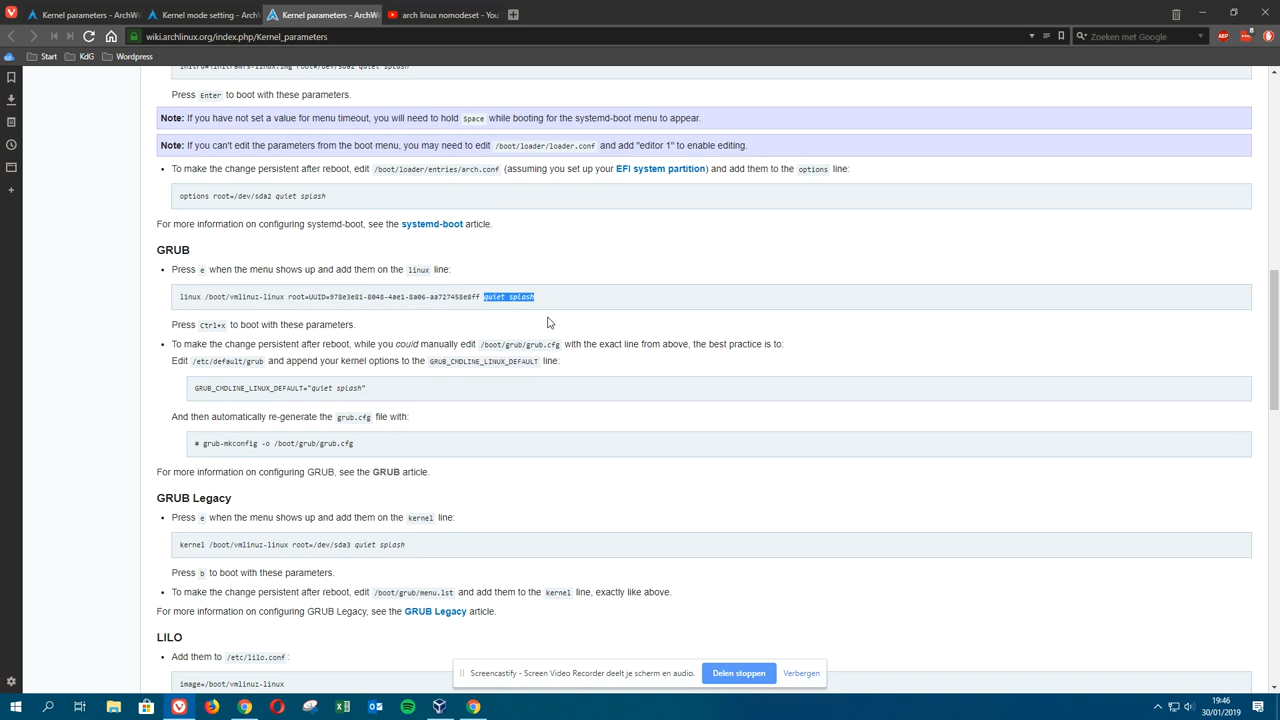 Kernel parameters - ArchW
Kernel mode setting - ArchW
Kernel parameters - ArchWi
arch linux nomodeset - You
wiki.archlinux.org/index.php/Kernel_parameters
Zoeken met Google
ABP
8
Start
KdG
Wordpress
initrd=\initramfs-linux.img root=/dev/sda2 quiet splash
Press Enter to boot with these parameters.
Note: If you have not set a value for menu timeout, you will need to hold Space while booting for the systemd-boot menu to appear.
Note: If you can't edit the parameters from the boot menu, you may need to edit /boot/loader/loader.conf and add "editor 1" to enable editing.
• To make the change persistent after reboot, edit /boot/loader/entries/arch.conf (assuming you set up your EFI system partition) and add them to the options line:
options root=/dev/sda2 quiet splash
For more information on configuring systemd-boot, see the systemd-boot article.
GRUB
• Press e when the menu shows up and add them on the linux line:
linux /boot/vmlinuz-linux root=UUID=978e3e81-8048-4ae1-8a06-aa727458e8ff quiet splash
Press Ctrl+x to boot with these parameters.
• To make the change persistent after reboot, while you could manually edit /boot/grub/grub.cfg with the exact line from above, the best practice is to:
Edit /etc/default/grub and append your kernel options to the GRUB_CMDLINE_LINUX_DEFAULT line:
GRUB_CMDLINE_LINUX_DEFAULT="quiet splash"
And then automatically re-generate the grub.cfg file with:
# grub-mkconfig -o /boot/grub/grub.cfg
For more information on configuring GRUB, see the GRUB article.
GRUB Legacy
• Press e when the menu shows up and add them on the kernel line:
kernel /boot/vmlinuz-linux root=/dev/sda3 quiet splash
Press b to boot with these parameters.
• To make the change persistent after reboot, edit /boot/grub/menu.lst and add them to the kernel line, exactly like above.
For more information on configuring GRUB Legacy, see the GRUB Legacy article.
LILO
• Add them to /etc/lilo.conf:
image=/boot/vmlinuz-linux
Screencastify - Screen Video Recorder deelt je scherm en audio.
Delen stoppen
Verbergen
19:46
30/01/2019